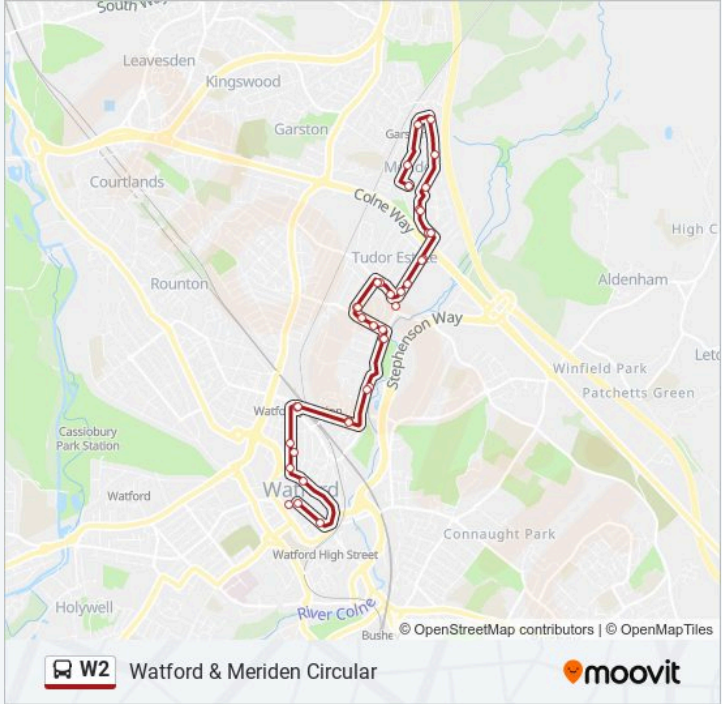 South Way
Leavesden
Kingswood
Garston
Courtlands
Colne Way
Tudor Estate
High C
Rounton
Aldenham
Stephenson Way
Winfield Park
Patchetts Green
Cassiobury
Park Station
Watford
Watford
Connaught Park
Watford High Street
Holywell
River Colne
Bushe
© OpenStreetMap contributors | © OpenMapTiles
W2 Watford & Meriden Circular
moovit